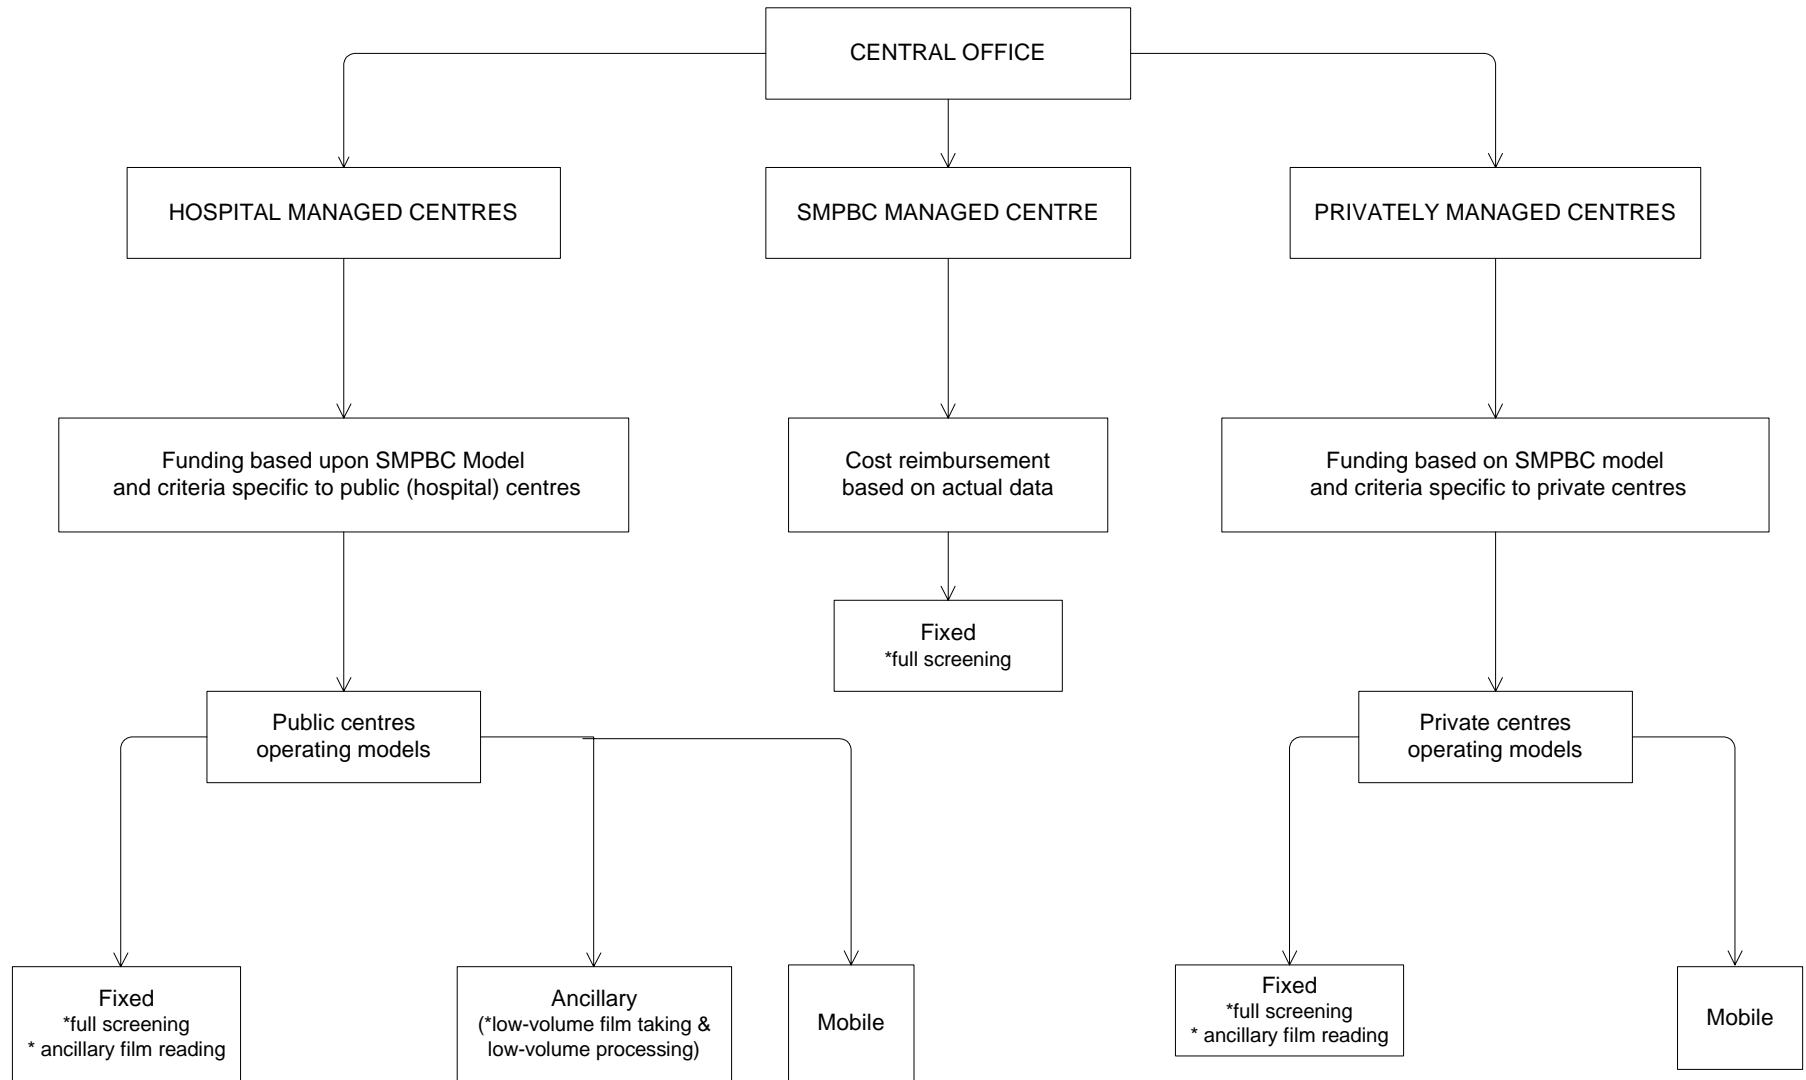 CENTRAL OFFICE
HOSPITAL MANAGED CENTRES
SMPBC MANAGED CENTRE
PRIVATELY MANAGED CENTRES
Funding based upon SMPBC Model
and criteria specific to public (hospital) centres
Cost reimbursement
based on actual data
Funding based on SMPBC model
and criteria specific to private centres
Fixed
*full screening
Public centres
operating models
Private centres
operating models
Fixed
*full screening
* ancillary film reading
Ancillary
(*low-volume film taking &
low-volume processing)
Mobile
Fixed
*full screening
* ancillary film reading
Mobile